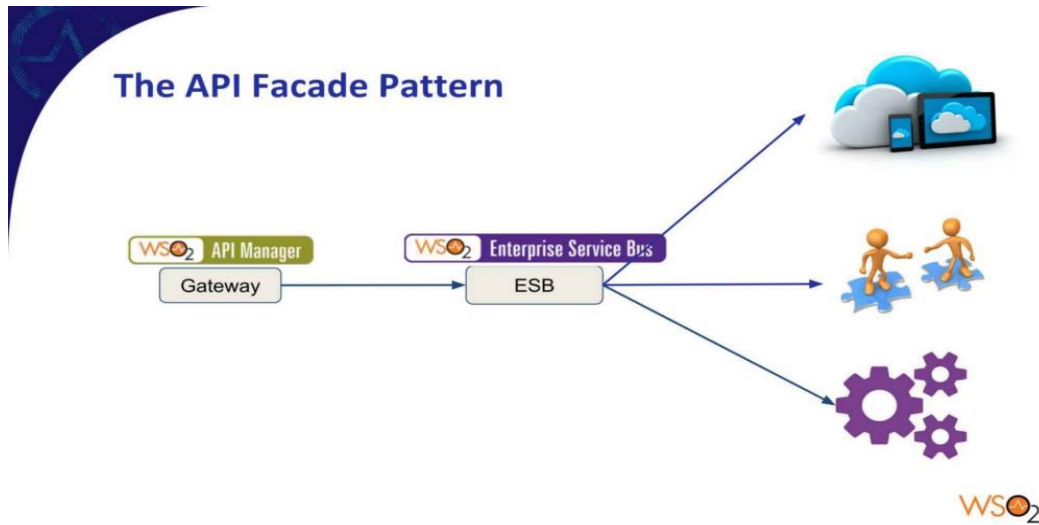 The API Facade Pattern
WSO2 API Manager
Gateway
WSO2 Enterprise Service Bus
ESB
WSO2